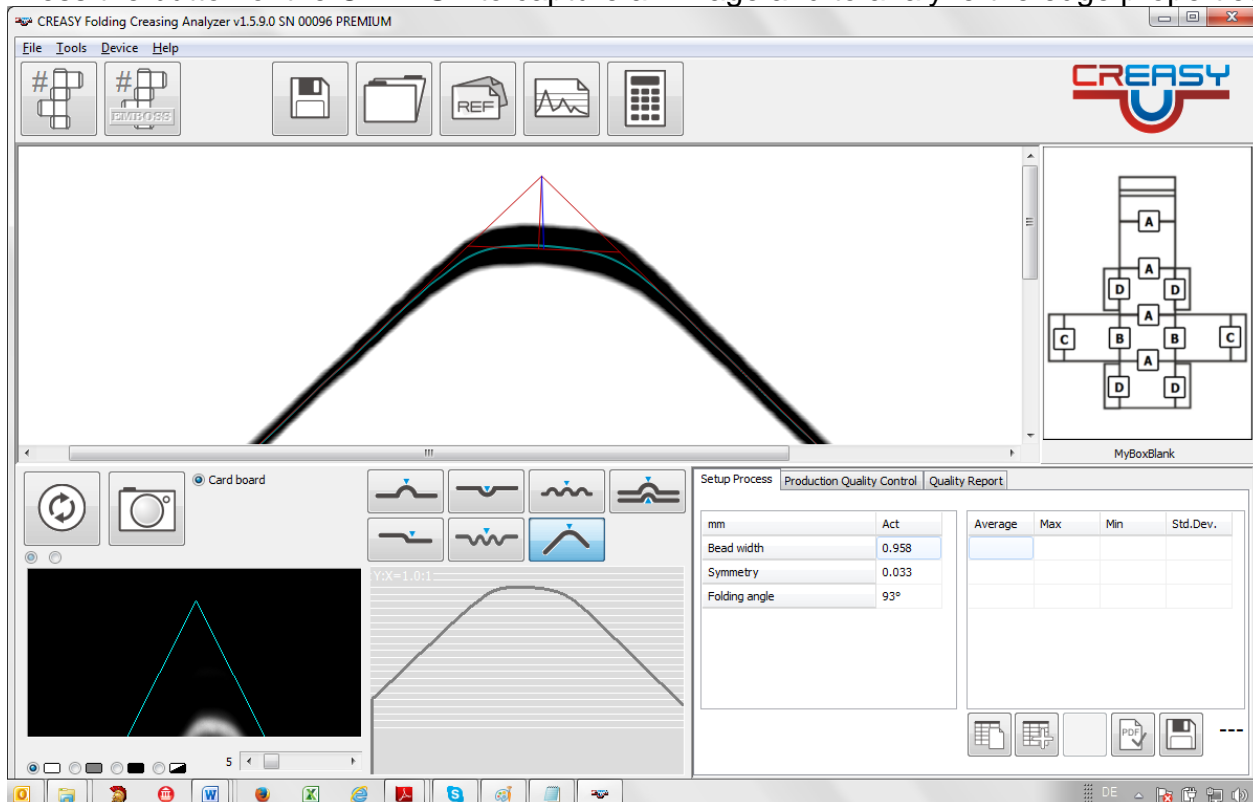 CREASY Folding Creasing Analyzer v1.5.9.0 SN 00096 PREMIUM
File Tools Device Help
# # EMBOSS REF
CREASY
A
A
D D
A
C B B C
A
D D
MyBoxBlank
Card board
Y:X=1.0:1
5
Setup Process Production Quality Control Quality Report
mm Act Average Max Min Std.Dev.
Bead width 0.958
Symmetry 0.033
Folding angle 93°
PDF ---
DE